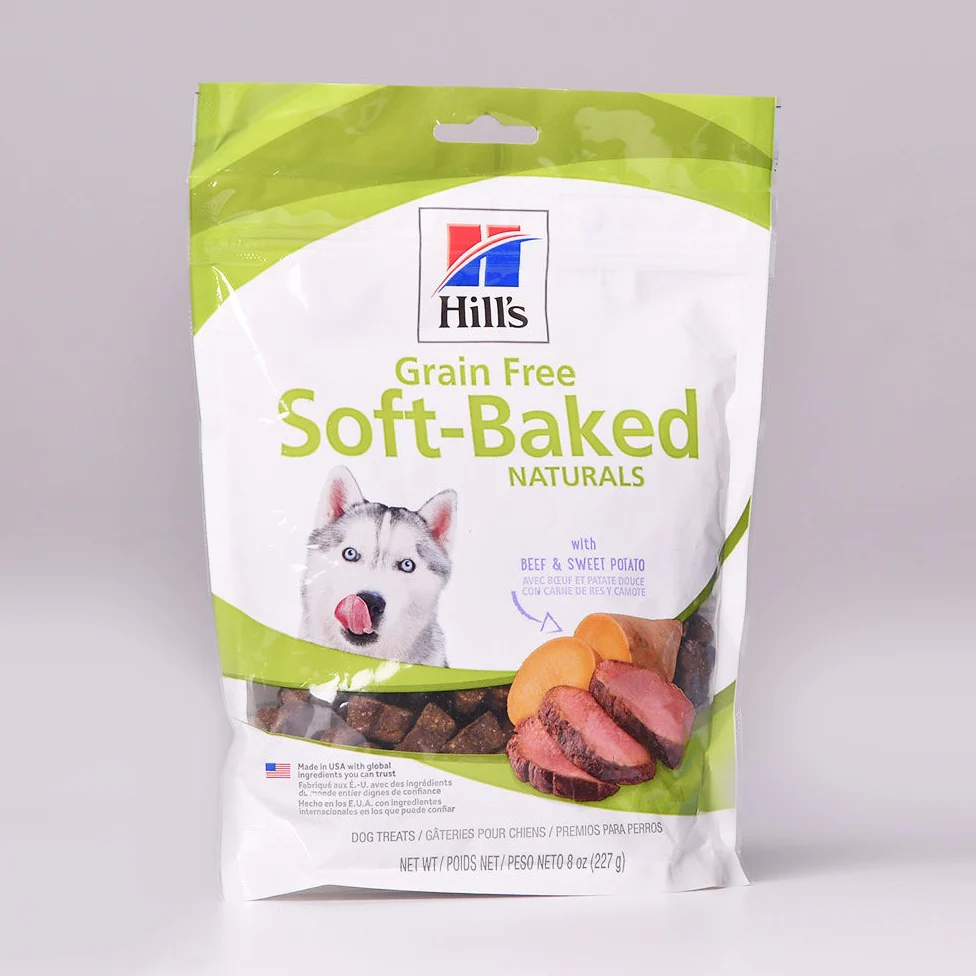 Hill's
Grain Free
Soft-Baked
NATURALS
with
BEEF & SWEET POTATO
AVEC BŒUF ET PATATE DOUCE
CON CARNE DE RES Y CAMOTE
Made in USA with global
ingredients you can trust
Fabriqué aux É.-U. avec des ingrédients
du monde entier dignes de confiance
Hecho en los E.U.A. con ingredientes
internacionales en los que puede confiar
DOG TREATS / GÂTERIES POUR CHIENS / PREMIOS PARA PERROS
NET WT / POIDS NET / PESO NETO 8 oz (227 g)